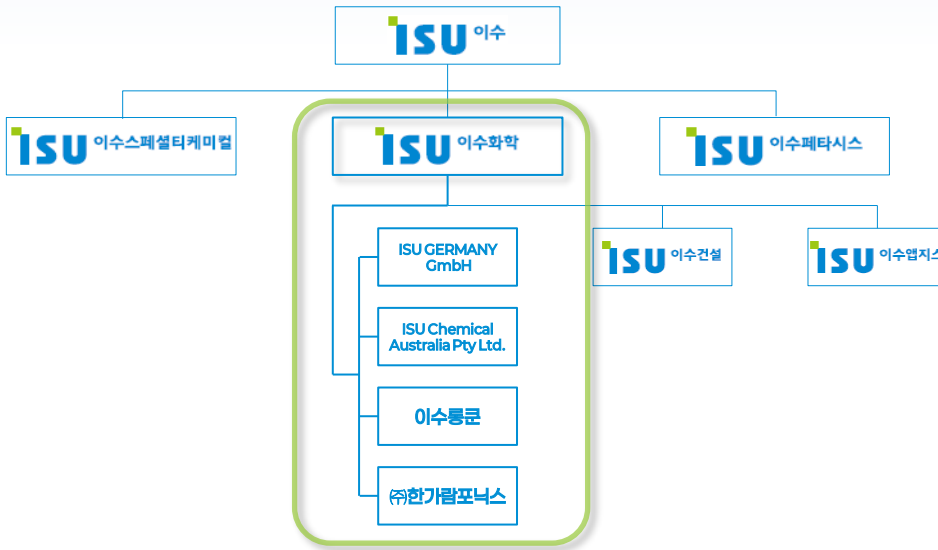 ISU 이수
ISU 이수스페셜티케미컬
ISU 이수화학
ISU 이수페타시스
ISU GERMANY
GmbH
ISU 이수건설
ISU 이수앱지스
ISU Chemical
Australia Pty Ltd.
이수룽쿤
㈜한가람포닉스